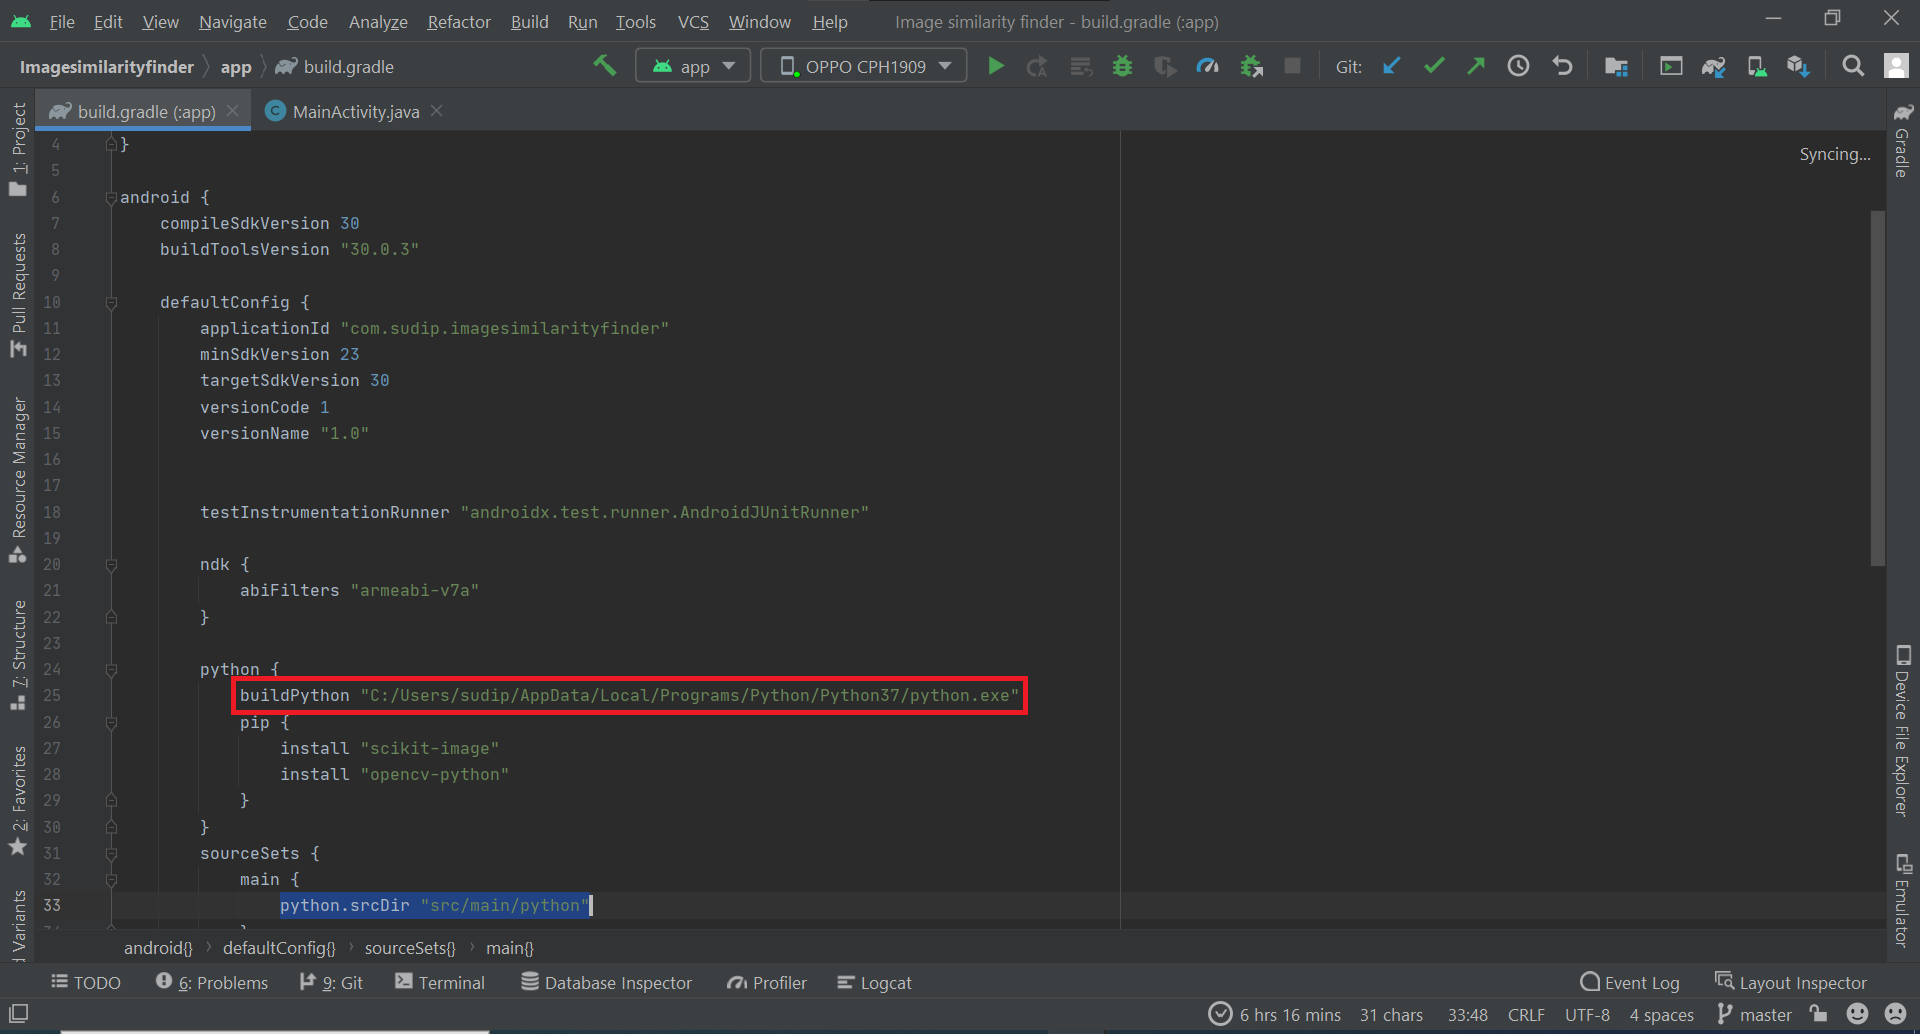 File Edit View Navigate Code Analyze Refactor Build Run Tools VCS Window Help Image similarity finder - build.gradle (:app)
Imagesimilarityfinder app build.gradle app OPPO CPH1909 Git:
build.gradle (:app) MainActivity.java
Syncing...
4 }
5
6 android {
7 compileSdkVersion 30
8 buildToolsVersion "30.0.3"
9
10 defaultConfig {
11 applicationId "com.sudip.imagesimilarityfinder"
12 minSdkVersion 23
13 targetSdkVersion 30
14 versionCode 1
15 versionName "1.0"
16
17
18 testInstrumentationRunner "androidx.test.runner.AndroidJUnitRunner"
19
20 ndk {
21 abiFilters "armeabi-v7a"
22 }
23
24 python {
25 buildPython "C:/Users/sudip/AppData/Local/Programs/Python/Python37/python.exe"
26 pip {
27 install "scikit-image"
28 install "opencv-python"
29 }
30 }
31 sourceSets {
32 main {
33 python.srcDir "src/main/python"
android{} defaultConfig{} sourceSets{} main{}
1: Project
Pull Requests
Resource Manager
7: Structure
2: Favorites
Variants
Gradle
Device File Explorer
Emulator
TODO 6: Problems 9: Git Terminal Database Inspector Profiler Logcat Event Log Layout Inspector
6 hrs 16 mins 31 chars 33:48 CRLF UTF-8 4 spaces master